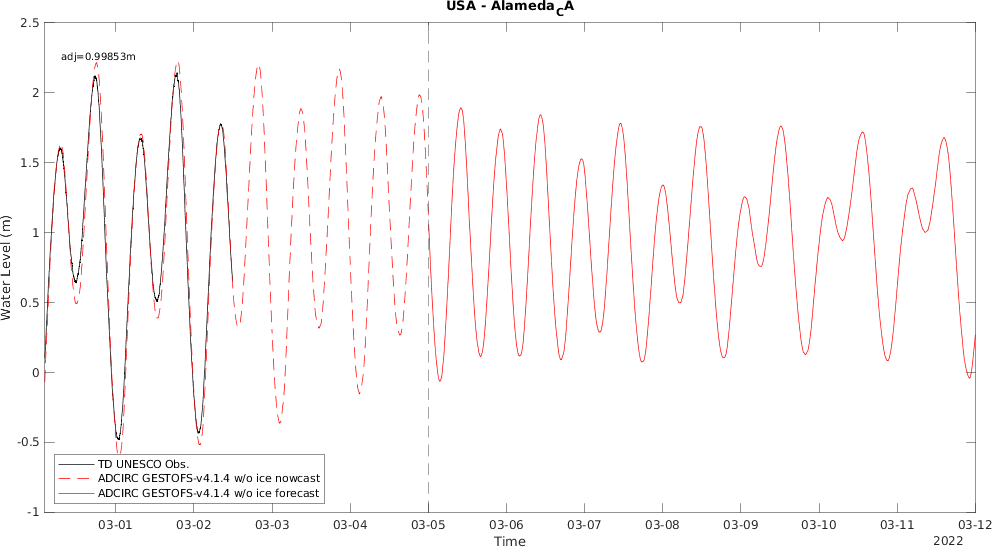 USA - Alameda_CA
adj=0.99853m
2.5
2
1.5
1
0.5
0
-0.5
-1
Water Level (m)
TD UNESCO Obs.
ADCIRC GESTOFS-v4.1.4 w/o ice nowcast
ADCIRC GESTOFS-v4.1.4 w/o ice forecast
03-01 03-02 03-03 03-04 03-05 03-06 03-07 03-08 03-09 03-10 03-11 03-12
Time
2022